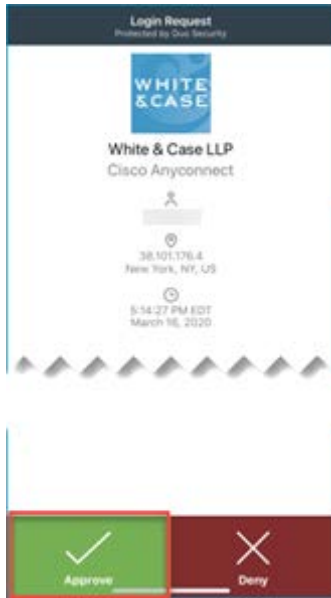 Login Request
Protected by Duo Security
WHITE
& CASE
White & Case LLP
Cisco Anyconnect
38.101.176.4
New York, NY, US
5:14:27 PM EDT
March 16, 2020
Approve
Deny